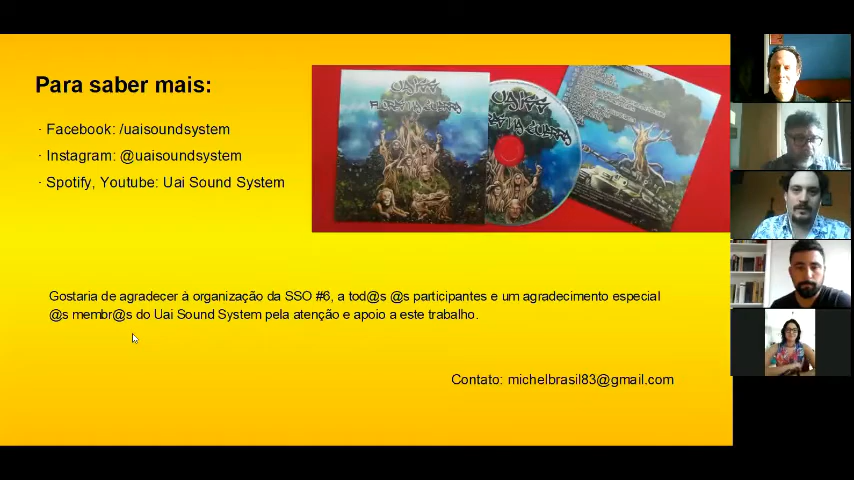 Para saber mais:
· Facebook: /uaisoundsystem
· Instagram: @uaisoundsystem
· Spotify, Youtube: Uai Sound System
FLORESTA GUERRA
Gostaria de agradecer à organização da SSO #6, a tod@s @s participantes e um agradecimento especial
@s membr@s do Uai Sound System pela atenção e apoio a este trabalho.
Contato: michelbrasil83@gmail.com